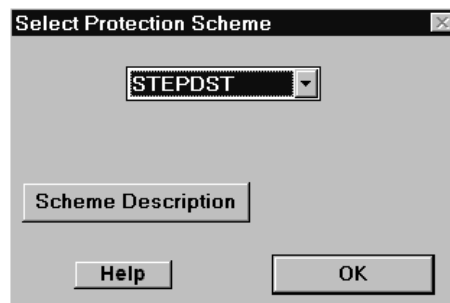 Select Protection Scheme
STEPDST
Scheme Description
Help
OK